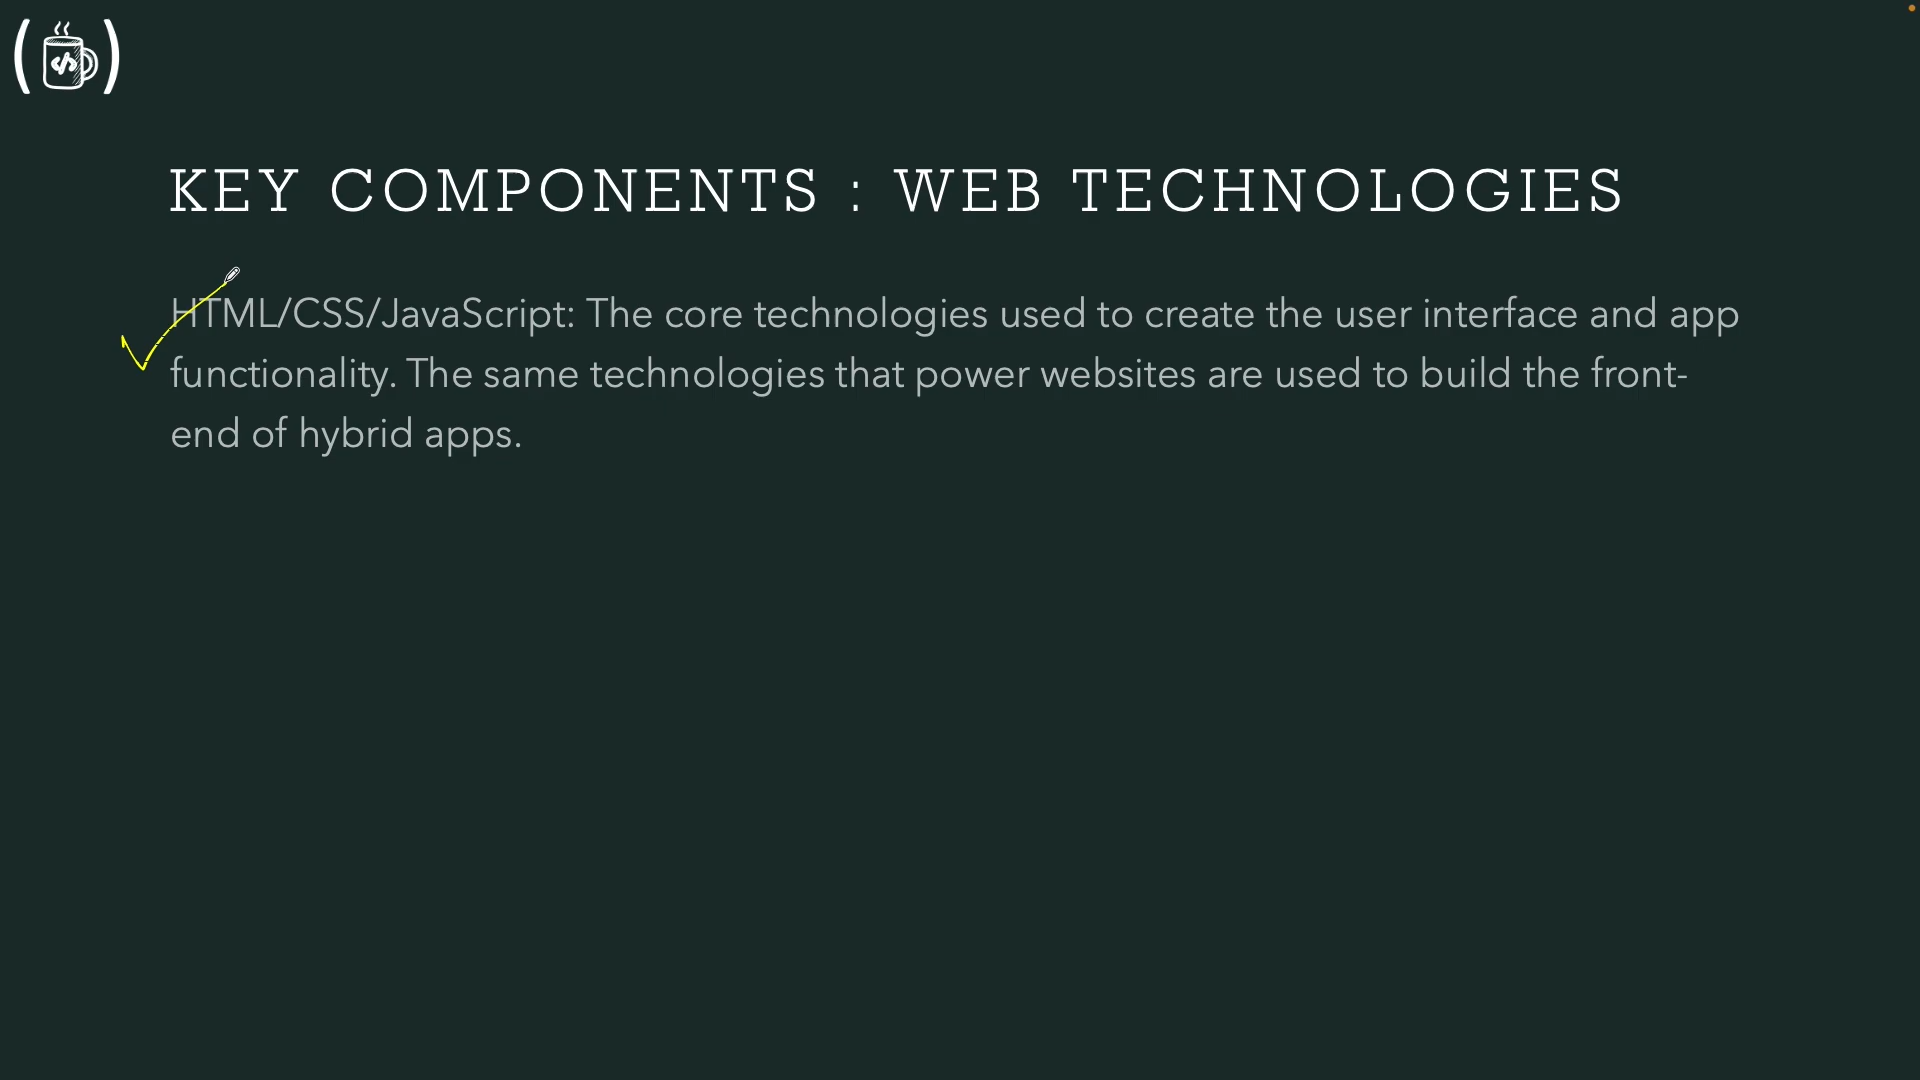 KEY COMPONENTS : WEB TECHNOLOGIES
HTML/CSS/JavaScript: The core technologies used to create the user interface and app
functionality. The same technologies that power websites are used to build the front-
end of hybrid apps.